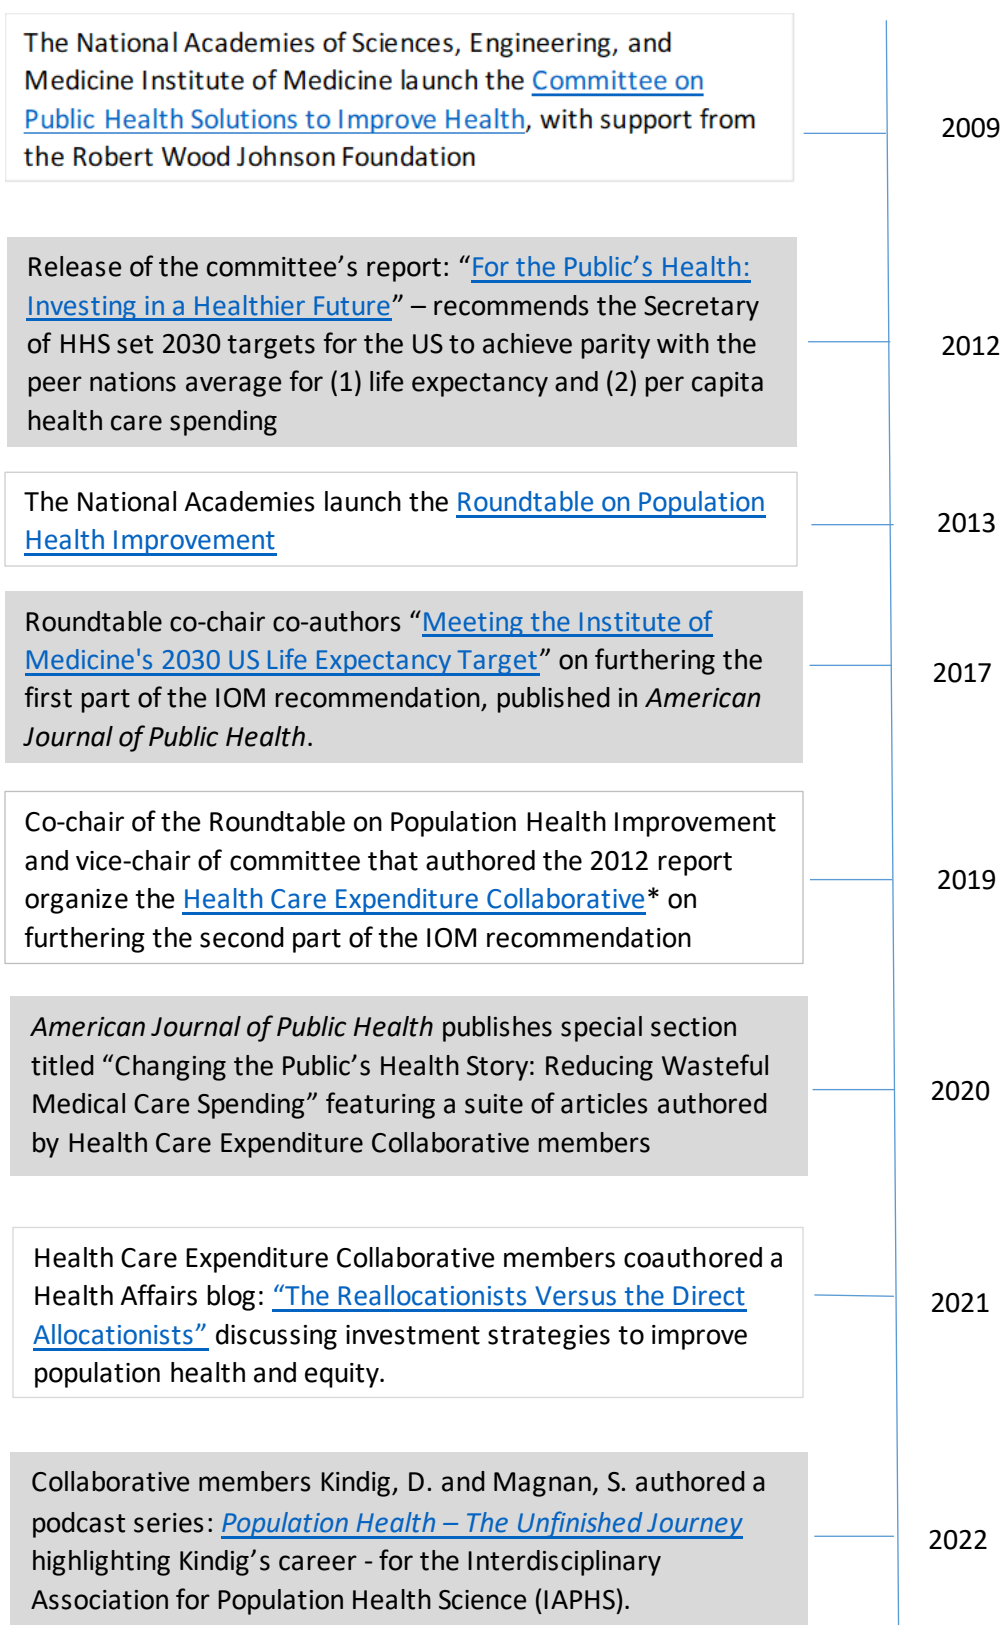 The National Academies of Sciences, Engineering, and
Medicine Institute of Medicine launch the Committee on
Public Health Solutions to Improve Health, with support from
the Robert Wood Johnson Foundation
2009
Release of the committee’s report: “For the Public’s Health:
Investing in a Healthier Future” – recommends the Secretary
of HHS set 2030 targets for the US to achieve parity with the
peer nations average for (1) life expectancy and (2) per capita
health care spending
2012
The National Academies launch the Roundtable on Population
Health Improvement
2013
Roundtable co-chair co-authors “Meeting the Institute of
Medicine's 2030 US Life Expectancy Target” on furthering the
first part of the IOM recommendation, published in American
Journal of Public Health.
2017
Co-chair of the Roundtable on Population Health Improvement
and vice-chair of committee that authored the 2012 report
organize the Health Care Expenditure Collaborative* on
furthering the second part of the IOM recommendation
2019
American Journal of Public Health publishes special section
titled “Changing the Public’s Health Story: Reducing Wasteful
Medical Care Spending” featuring a suite of articles authored
by Health Care Expenditure Collaborative members
2020
Health Care Expenditure Collaborative members coauthored a
Health Affairs blog: “The Reallocationists Versus the Direct
Allocationists” discussing investment strategies to improve
population health and equity.
2021
Collaborative members Kindig, D. and Magnan, S. authored a
podcast series: Population Health – The Unfinished Journey
highlighting Kindig’s career - for the Interdisciplinary
Association for Population Health Science (IAPHS).
2022